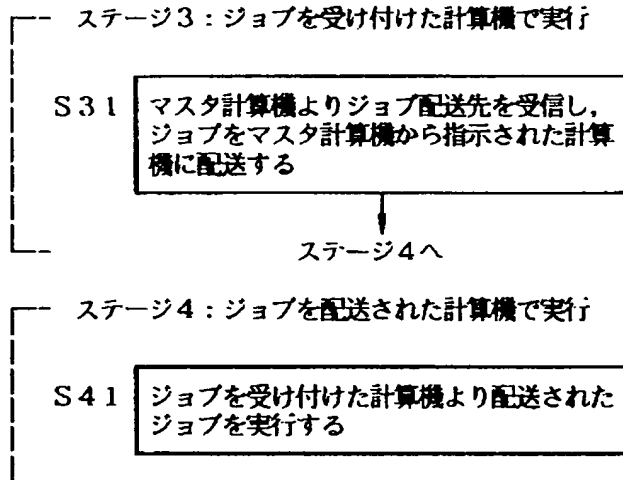 ステージ3：ジョブを受け付けた計算機で実行
S31
マスタ計算機よりジョブ配送先を受信し，
ジョブをマスタ計算機から指示された計算
機に配送する
ステージ4へ
ステージ4：ジョブを配送された計算機で実行
S41
ジョブを受け付けた計算機より配送された
ジョブを実行する